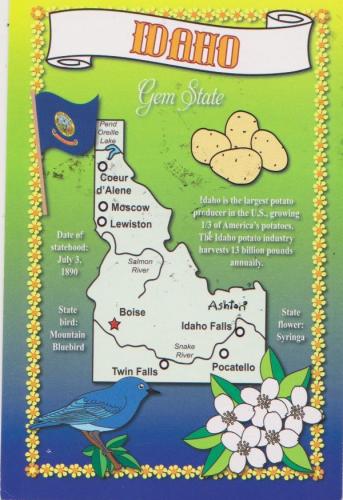 IDAHO
Gem State
Pend
Oreille
Lake
Coeur
d'Alene
Moscow
Lewiston
Idaho is the largest potato
producer in the U.S., growing
1/3 of America's potatoes.
The Idaho potato industry
harvests 13 billion pounds
annually.
Date of
statehood:
July 3,
1890
Salmon
River
State
bird:
Mountain
Bluebird
Boise
Ashton
Idaho Falls
State
flower:
Syringa
Snake
River
Twin Falls
Pocatello